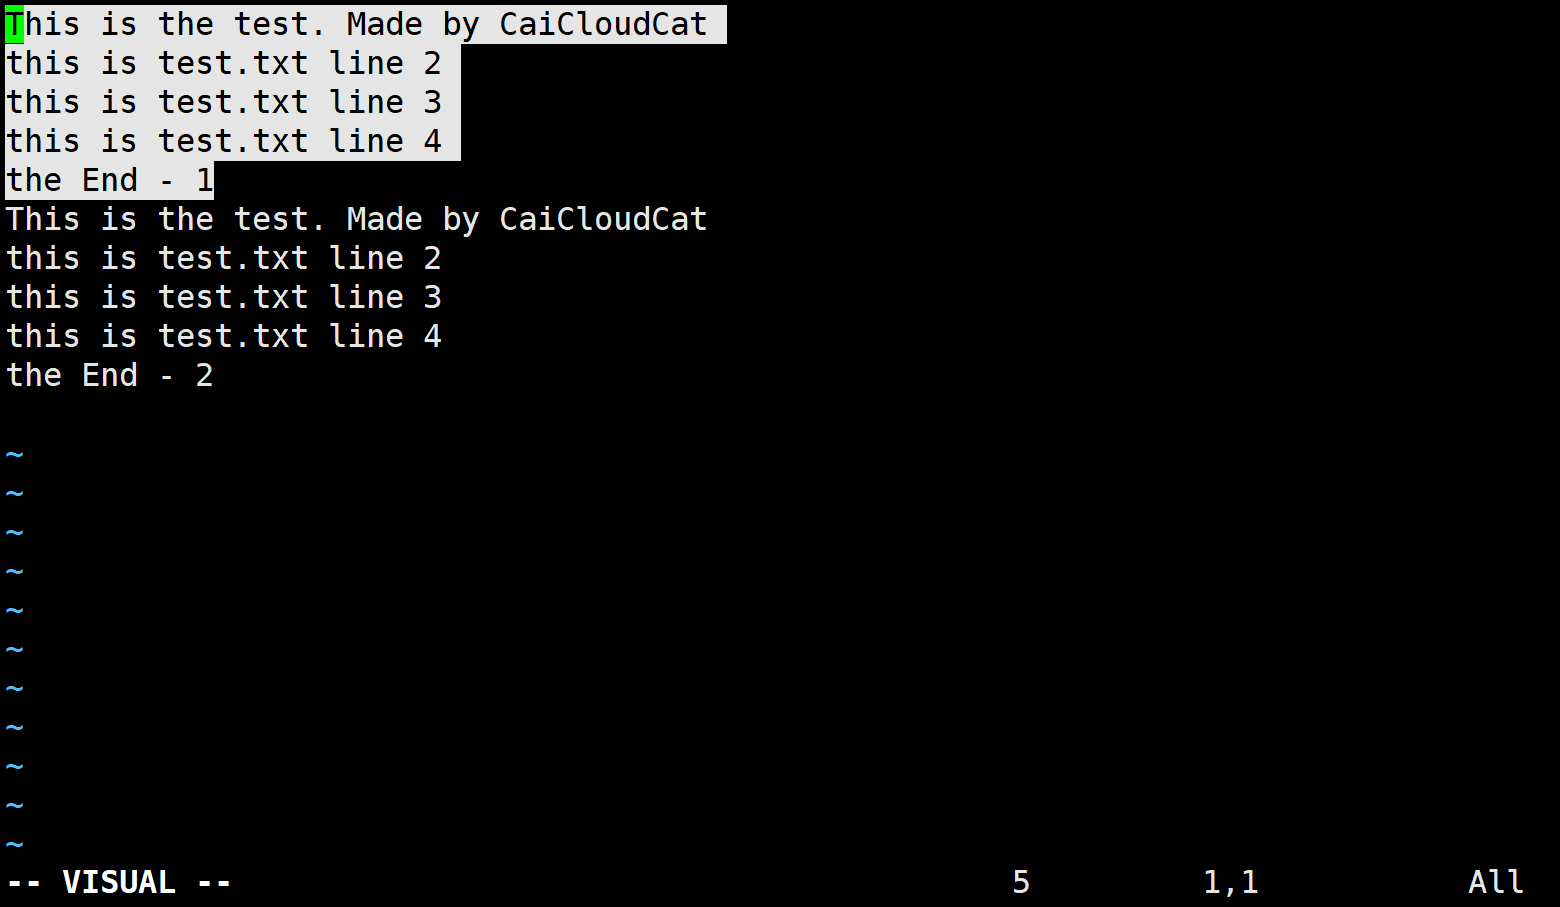 This is the test. Made by CaiCloudCat
this is test.txt line 2
this is test.txt line 3
this is test.txt line 4
the End - 1
This is the test. Made by CaiCloudCat
this is test.txt line 2
this is test.txt line 3
this is test.txt line 4
the End - 2
~
~
~
~
~
~
~
~
~
~
~
-- VISUAL -- 5 1,1 All